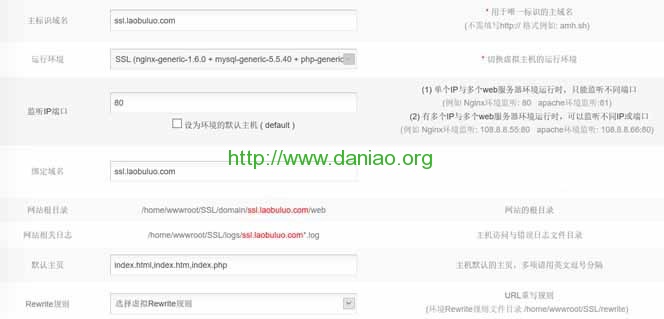 主标识域名 ssl.laobuluo.com * 用于唯一标识的主域名
(不需填写http:// 格式例如: amh.sh)
运行环境 SSL (nginx-generic-1.6.0 + mysql-generic-5.5.40 + php-generic * 切换虚拟主机的运行环境
监听IP端口 80 (1) 单个IP与多个web服务器环境运行时，只能监听不同端口
(例如 Nginx环境监听: 80 apache环境监听:81)
设为环境的默认主机 ( default ) (2) 有多个IP与多个web服务器环境运行时，可以监听不同IP或端口
(例如 Nginx环境监听: 108.8.8.55:80 apache环境监听: 108.8.8.66:80)
http://www.daniao.org
绑定域名 ssl.laobuluo.com
网站根目录 /home/wwwroot/SSL/domain/ssl.laobuluo.com/web 网站的根目录
网站相关日志 /home/wwwroot/SSL/logs/ssl.laobuluo.com*.log 主机访问与错误日志文件目录
默认主页 index.html,index.htm,index.php 主机默认的主页，多项请用英文逗号分隔
Rewrite规则 选择虚拟Rewrite规则 URL重写规则
(环境Rewrite规则文件目录 /home/wwwroot/SSL/rewrite)